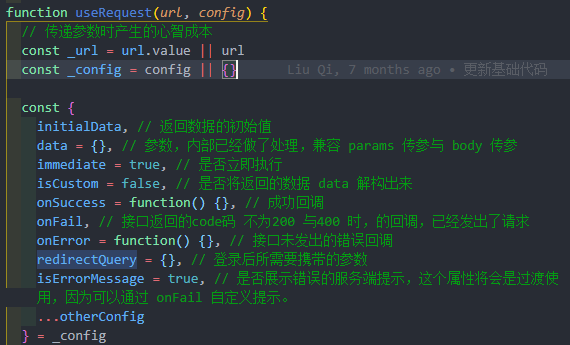 function useRequest(url, config) {
// 传递参数时产生的心智成本
const _url = url.value || url
const _config = config || {} Liu Qi, 7 months ago • 更新基础代码
const {
initialData, // 返回数据的初始值
data = {}, // 参数，内部已经做了处理，兼容 params 传参与 body 传参
immediate = true, // 是否立即执行
isCustom = false, // 是否将返回的数据 data 解构出来
onSuccess = function() {}, // 成功回调
onFail, // 接口返回的code码 不为200 与400 时，的回调，已经发出了请求
onError = function() {}, // 接口未发出的错误回调
redirectQuery = {}, // 登录后所需要携带的参数
isErrorMessage = true, // 是否展示错误的服务端提示，这个属性将会是过渡使
用，因为可以通过 onFail 自定义提示。
...otherConfig
} = _config